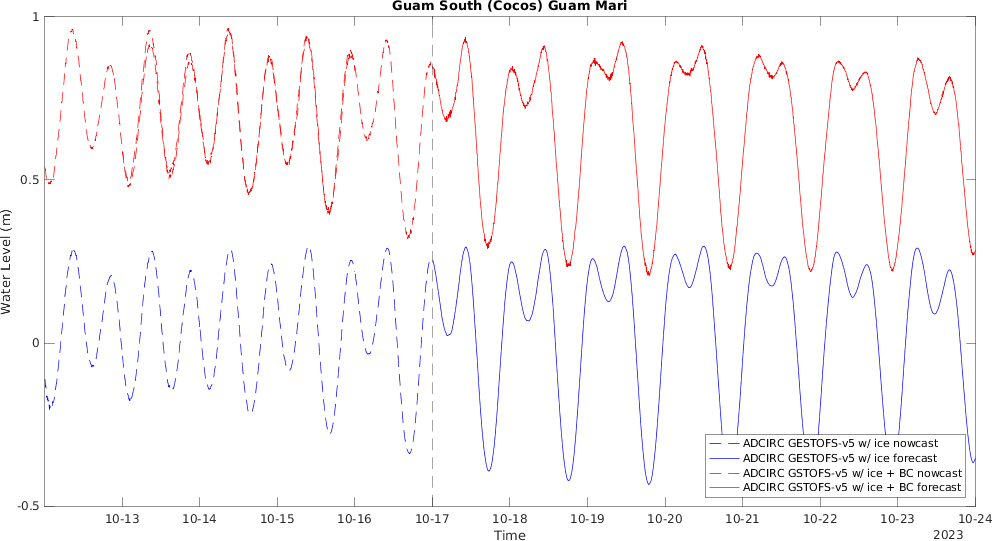 Guam South (Cocos) Guam Mari
Water Level (m)
1
0.5
0
-0.5
ADCIRC GESTOFS-v5 w/ ice nowcast
ADCIRC GESTOFS-v5 w/ ice forecast
ADCIRC GSTOFS-v5 w/ ice + BC nowcast
ADCIRC GSTOFS-v5 w/ ice + BC forecast
10-13 10-14 10-15 10-16 10-17 10-18 10-19 10-20 10-21 10-22 10-23 10-24
Time
2023